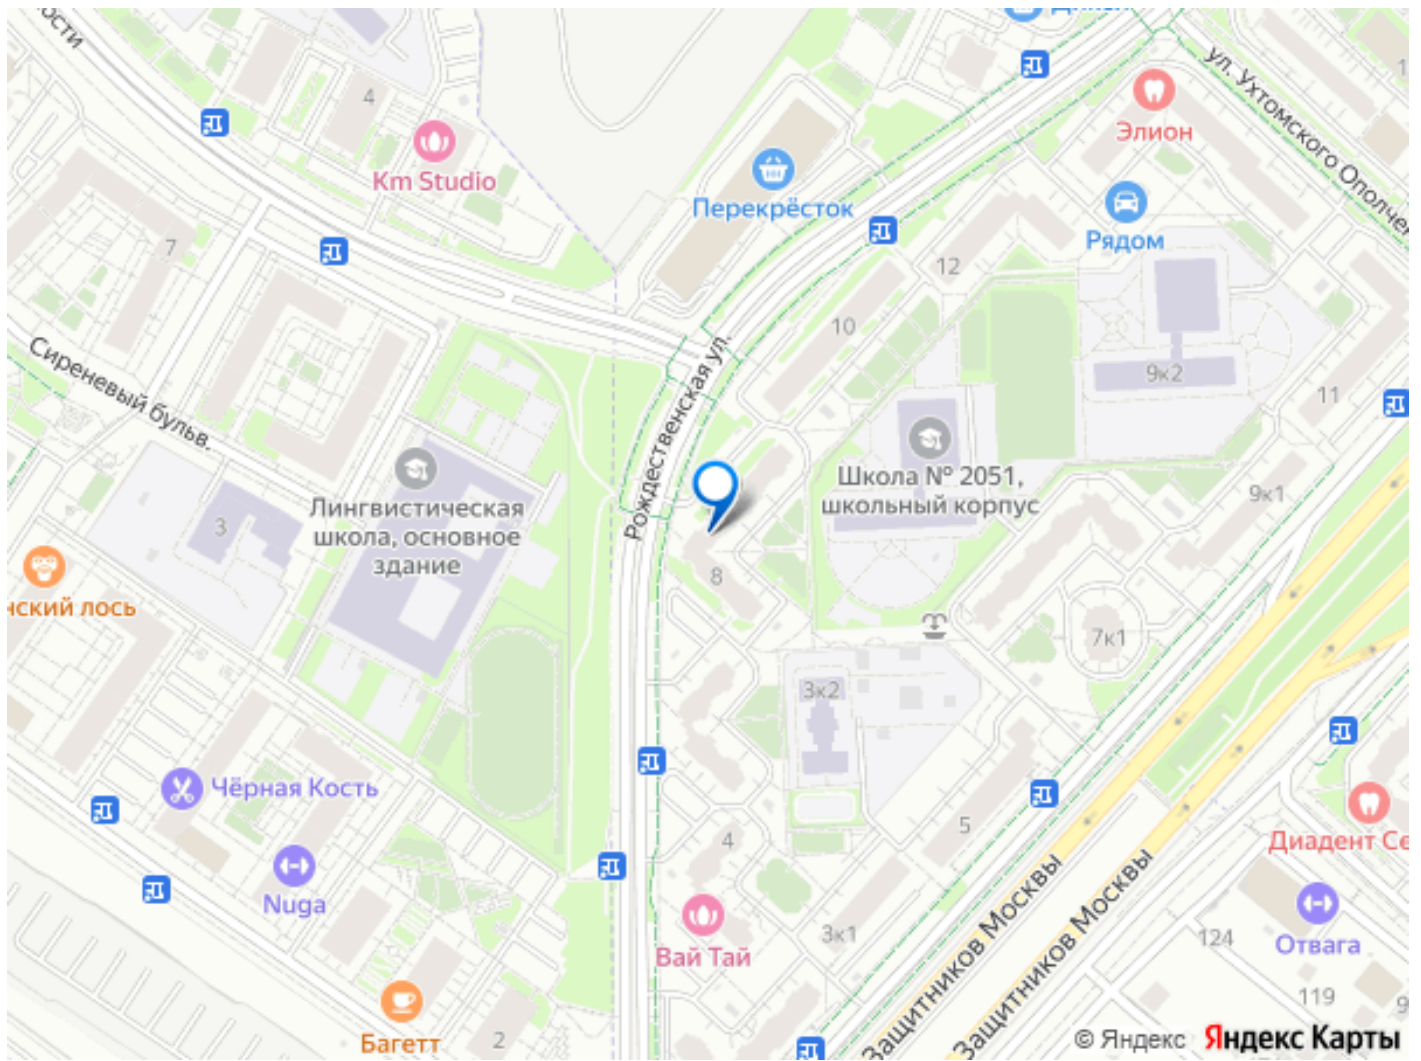 4
Km Studio
Перекрёсток
Элион
ул. Ухтомского Ополчен
Рядом
7
12
10
9к2
11
Сиреневый бульв.
Рождественская ул.
Школа № 2051,
школьный корпус
9к1
Лингвистическая
школа, основное
здание
3
нский лось
8
7к1
3к2
Чёрная Кость
4
5
Диадент Се
Nuga
Вай Тай
3к1
Защитников Москвы
Защитников Москвы
124
Отвага
119
9
Багетт
2
© Яндекс Яндекс Карты